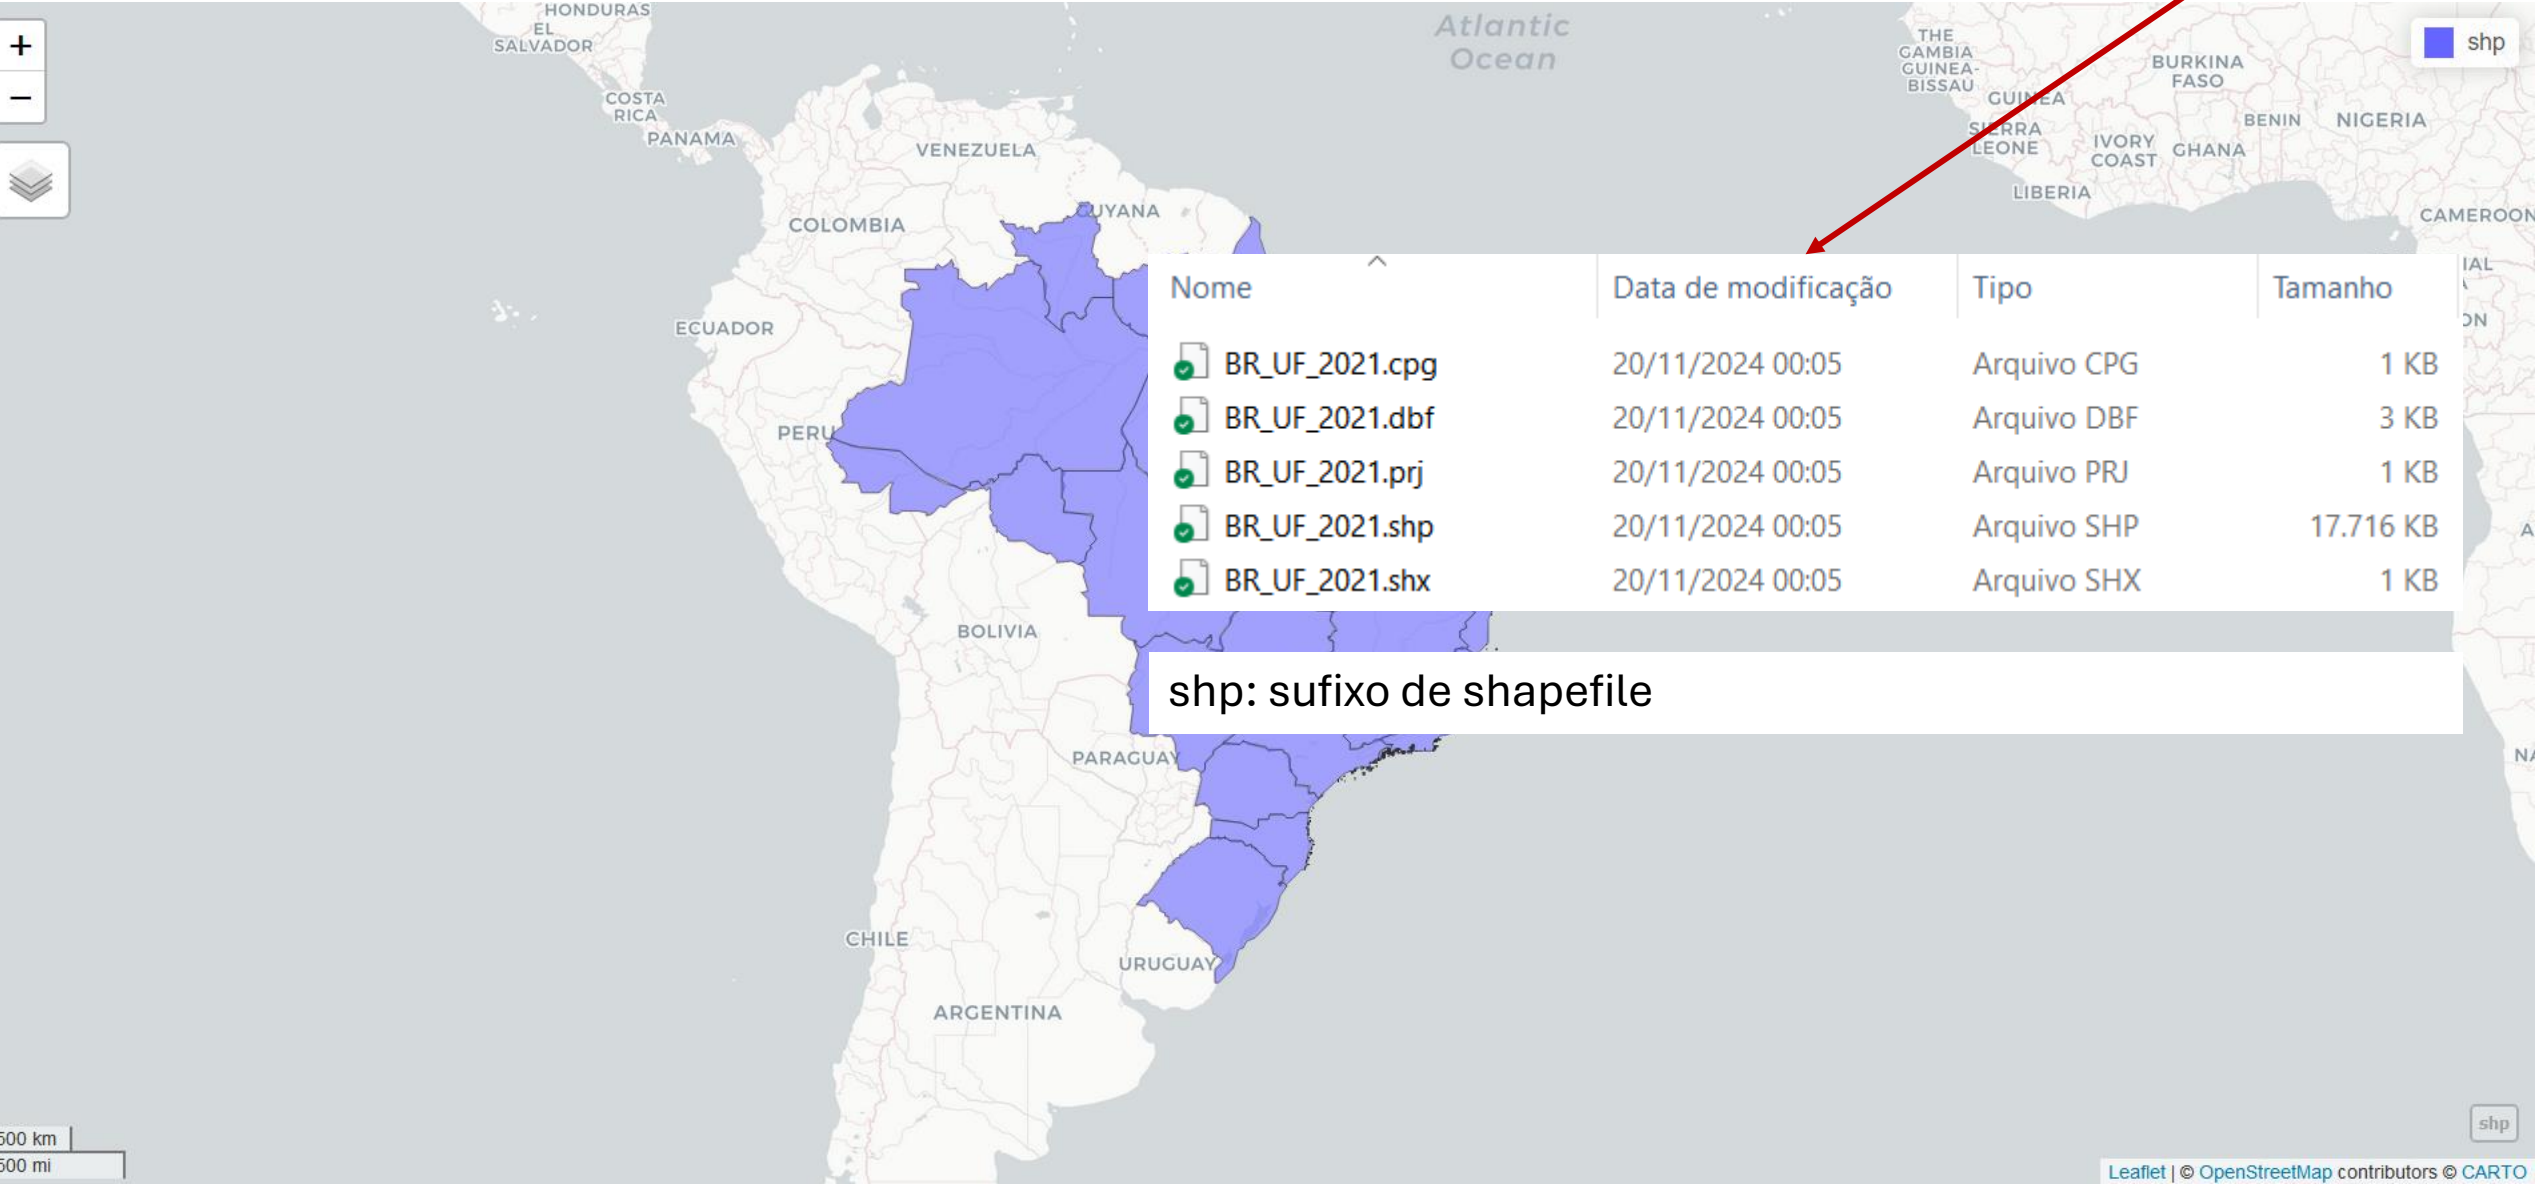 HONDURAS
EL
SALVADOR
COSTA
RICA
PANAMA
VENEZUELA
COLOMBIA
ECUADOR
PERU
BOLIVIA
PARAGUAY
CHILE
URUGUAY
ARGENTINA
Atlantic
Ocean
THE
GAMBIA
GUINEA-
BISSAU
GUINEA
SIERRA
LEONE
LIBERIA
IVORY
COAST
GHANA
BURKINA
FASO
BENIN
NIGERIA
CAMEROON
shp
Nome Data de modificação Tipo Tamanho
BR_UF_2021.cpg 20/11/2024 00:05 Arquivo CPG 1 KB
BR_UF_2021.dbf 20/11/2024 00:05 Arquivo DBF 3 KB
BR_UF_2021.prj 20/11/2024 00:05 Arquivo PRJ 1 KB
BR_UF_2021.shp 20/11/2024 00:05 Arquivo SHP 17.716 KB
BR_UF_2021.shx 20/11/2024 00:05 Arquivo SHX 1 KB
shp: sufixo de shapefile
500 km
500 mi
shp
Leaflet | © OpenStreetMap contributors © CARTO